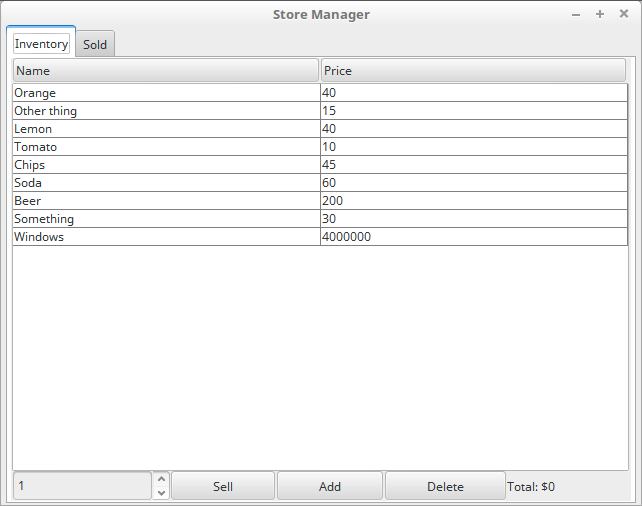 Store Manager
Inventory Sold
Name Price
Orange 40
Other thing 15
Lemon 40
Tomato 10
Chips 45
Soda 60
Beer 200
Something 30
Windows 4000000
1 Sell Add Delete Total: $0